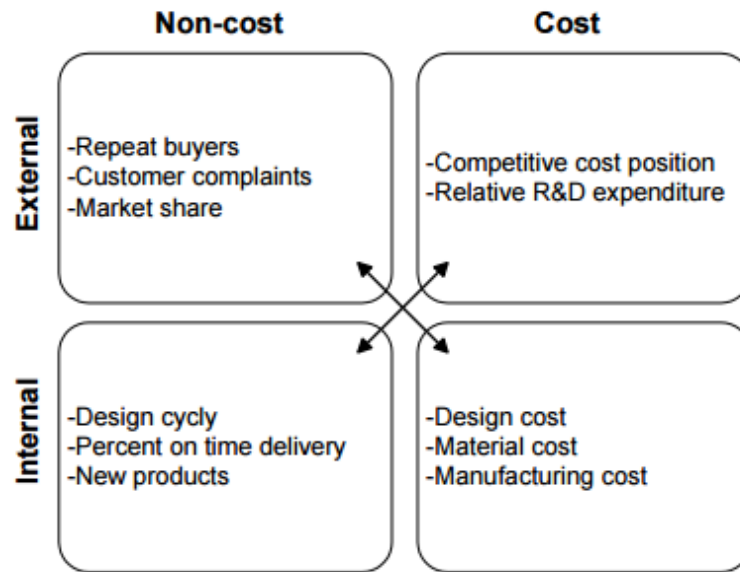 Non-cost
Cost
External
-Repeat buyers
-Customer complaints
-Market share
-Competitive cost position
-Relative R&D expenditure
Internal
-Design cycly
-Percent on time delivery
-New products
-Design cost
-Material cost
-Manufacturing cost